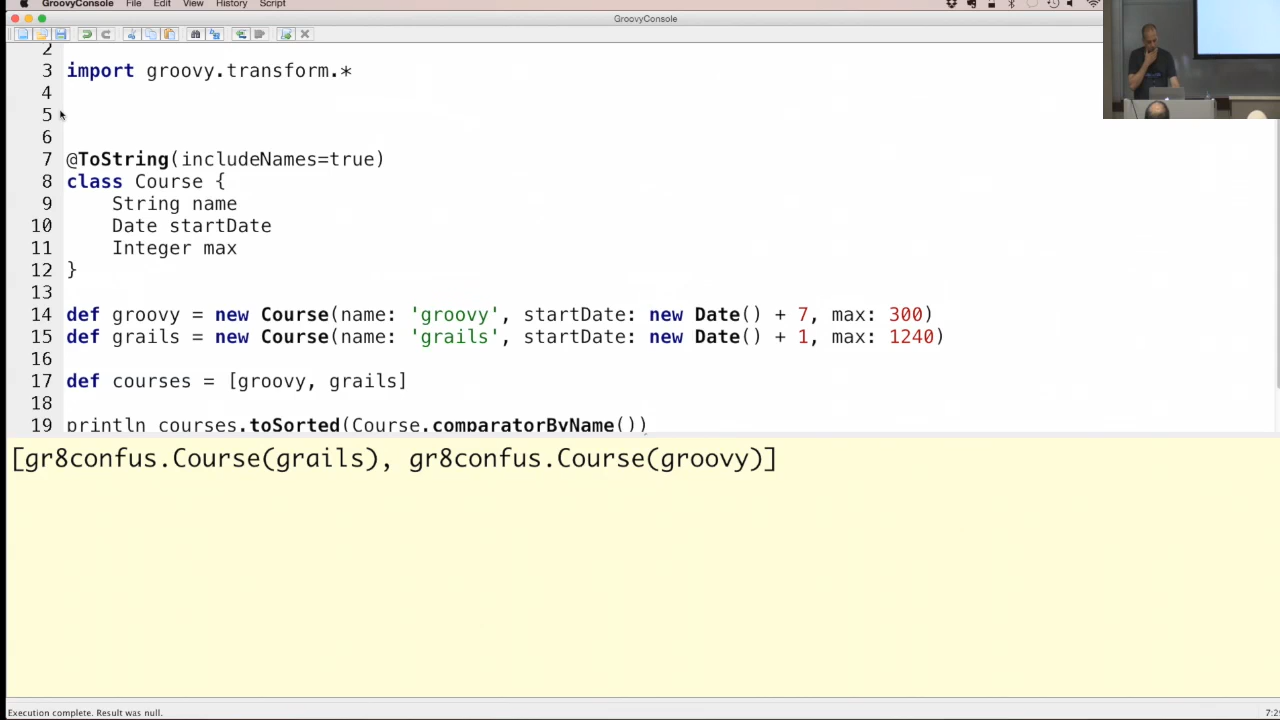 GroovyConsole File Edit View History Script
GroovyConsole
2
3 import groovy.transform.*
4
5
6
7 @ToString(includeNames=true)
8 class Course {
9     String name
10     Date startDate
11     Integer max
12 }
13
14 def groovy = new Course(name: 'groovy', startDate: new Date() + 7, max: 300)
15 def grails = new Course(name: 'grails', startDate: new Date() + 1, max: 1240)
16
17 def courses = [groovy, grails]
18
19 println courses.toSorted(Course.comparatorByName())
[gr8confus.Course(grails), gr8confus.Course(groovy)]
Execution complete. Result was null.